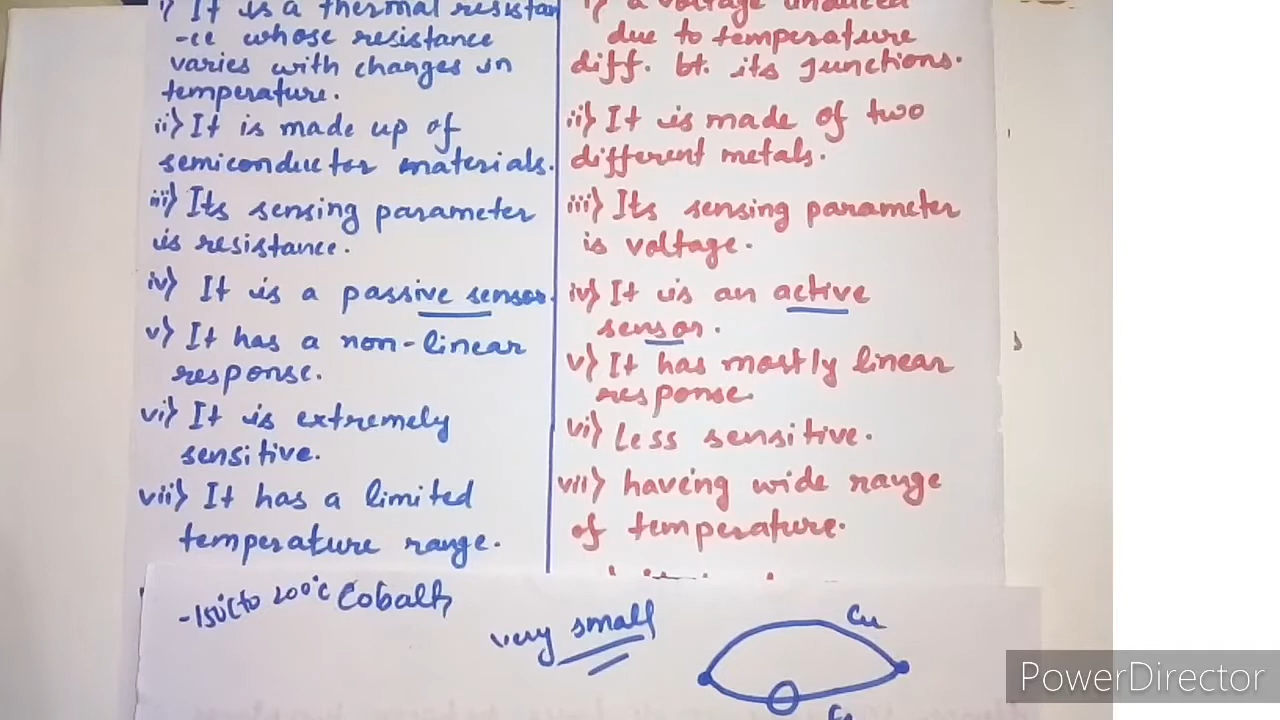 i) It is a thermal resistan
-ce whose resistance
varies with changes in
temperature.
ii) It is made up of
semiconductor materials.
iii) Its sensing parameter
is resistance.
iv) It is a passive sensor.
v) It has a non-linear
response.
vi) It is extremely
sensitive.
vii) It has a limited
temperature range.
i) a voltage
due to temperature
diff. bt. its junctions.
ii) It is made of two
different metals.
iii) Its sensing parameter
is voltage.
iv) It is an active
sensor.
v) It has mostly linear
response.
vi) Less sensitive.
vii) having wide range
of temperature.
-150°C to 200°C Cobalt
very small
Cu
PowerDirector